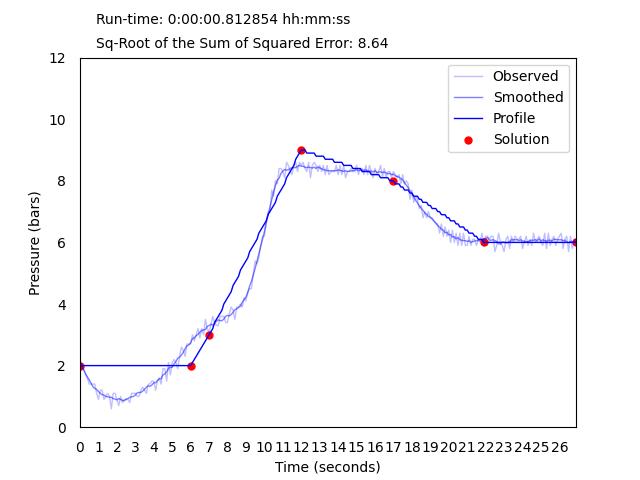 Run-time: 0:00:00.812854 hh:mm:ss
Sq-Root of the Sum of Squared Error: 8.64
12
10
8
6
4
2
0
Pressure (bars)
Observed
Smoothed
Profile
Solution
0 1 2 3 4 5 6 7 8 9 10 11 12 13 14 15 16 17 18 19 20 21 22 23 24 25 26
Time (seconds)